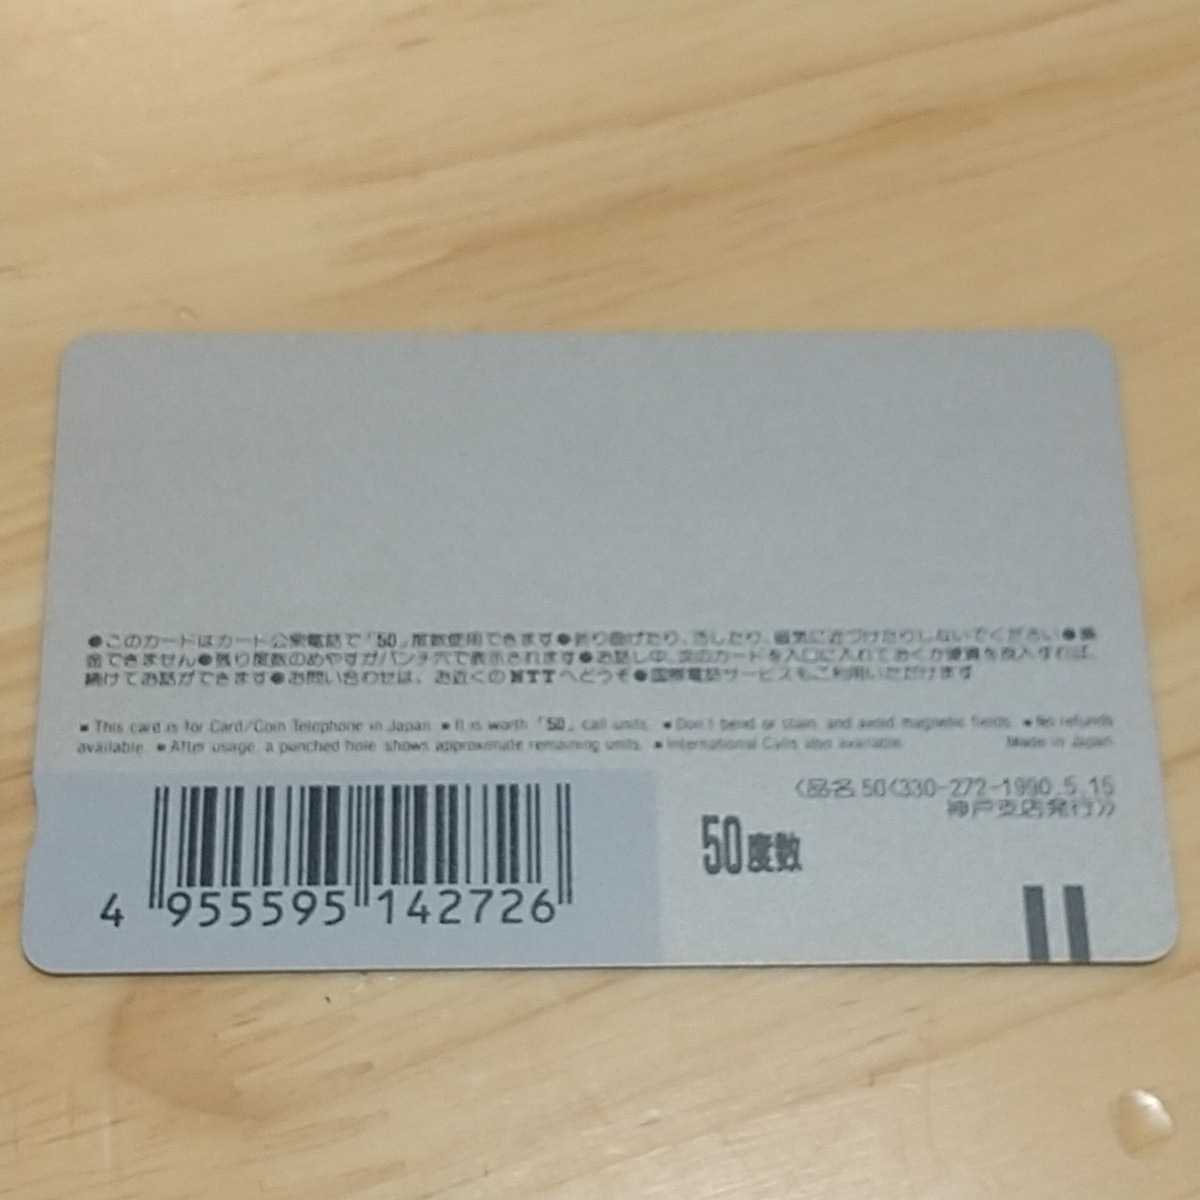 ●このカードはカード公衆電話で「50」度数使用できます●折り曲げたり、汚したり、磁気に近づけたりしないでください●換
金できません●残り度数のめやすがパンチ穴で表示されます●お話し中、次のカードを入口に入れておくか硬貨を投入すれば、
続けてお話ができます●お問い合わせは、お近くのNTTへどうぞ●国際電話サービスもご利用いただけます
■ This card is for Card/Coin Telephone in Japan. ■ It is worth 「50」 call units. ■ Don't bend or stain, and avoid magnetic fields. ■ No refunds
available. ■ After usage, a punched hole shows approximate remaining units. ■ International Calls also available. Made in Japan
〈品名 50〈330-272-1990.5.15
神戸支店発行〉〉
50度数
4 955595 142726